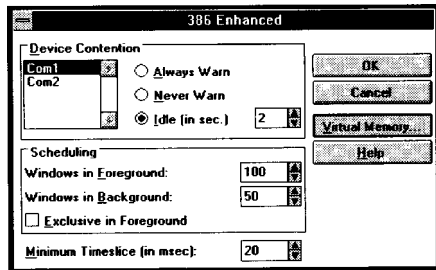 386 Enhanced
Device Contention
Com1
Com2
Always Warn
Never Warn
Idle (in sec.) 2
OK
Cancel
Virtual Memory...
Help
Scheduling
Windows in Foreground: 100
Windows in Background: 50
Exclusive in Foreground
Minimum Timeslice (in msec): 20